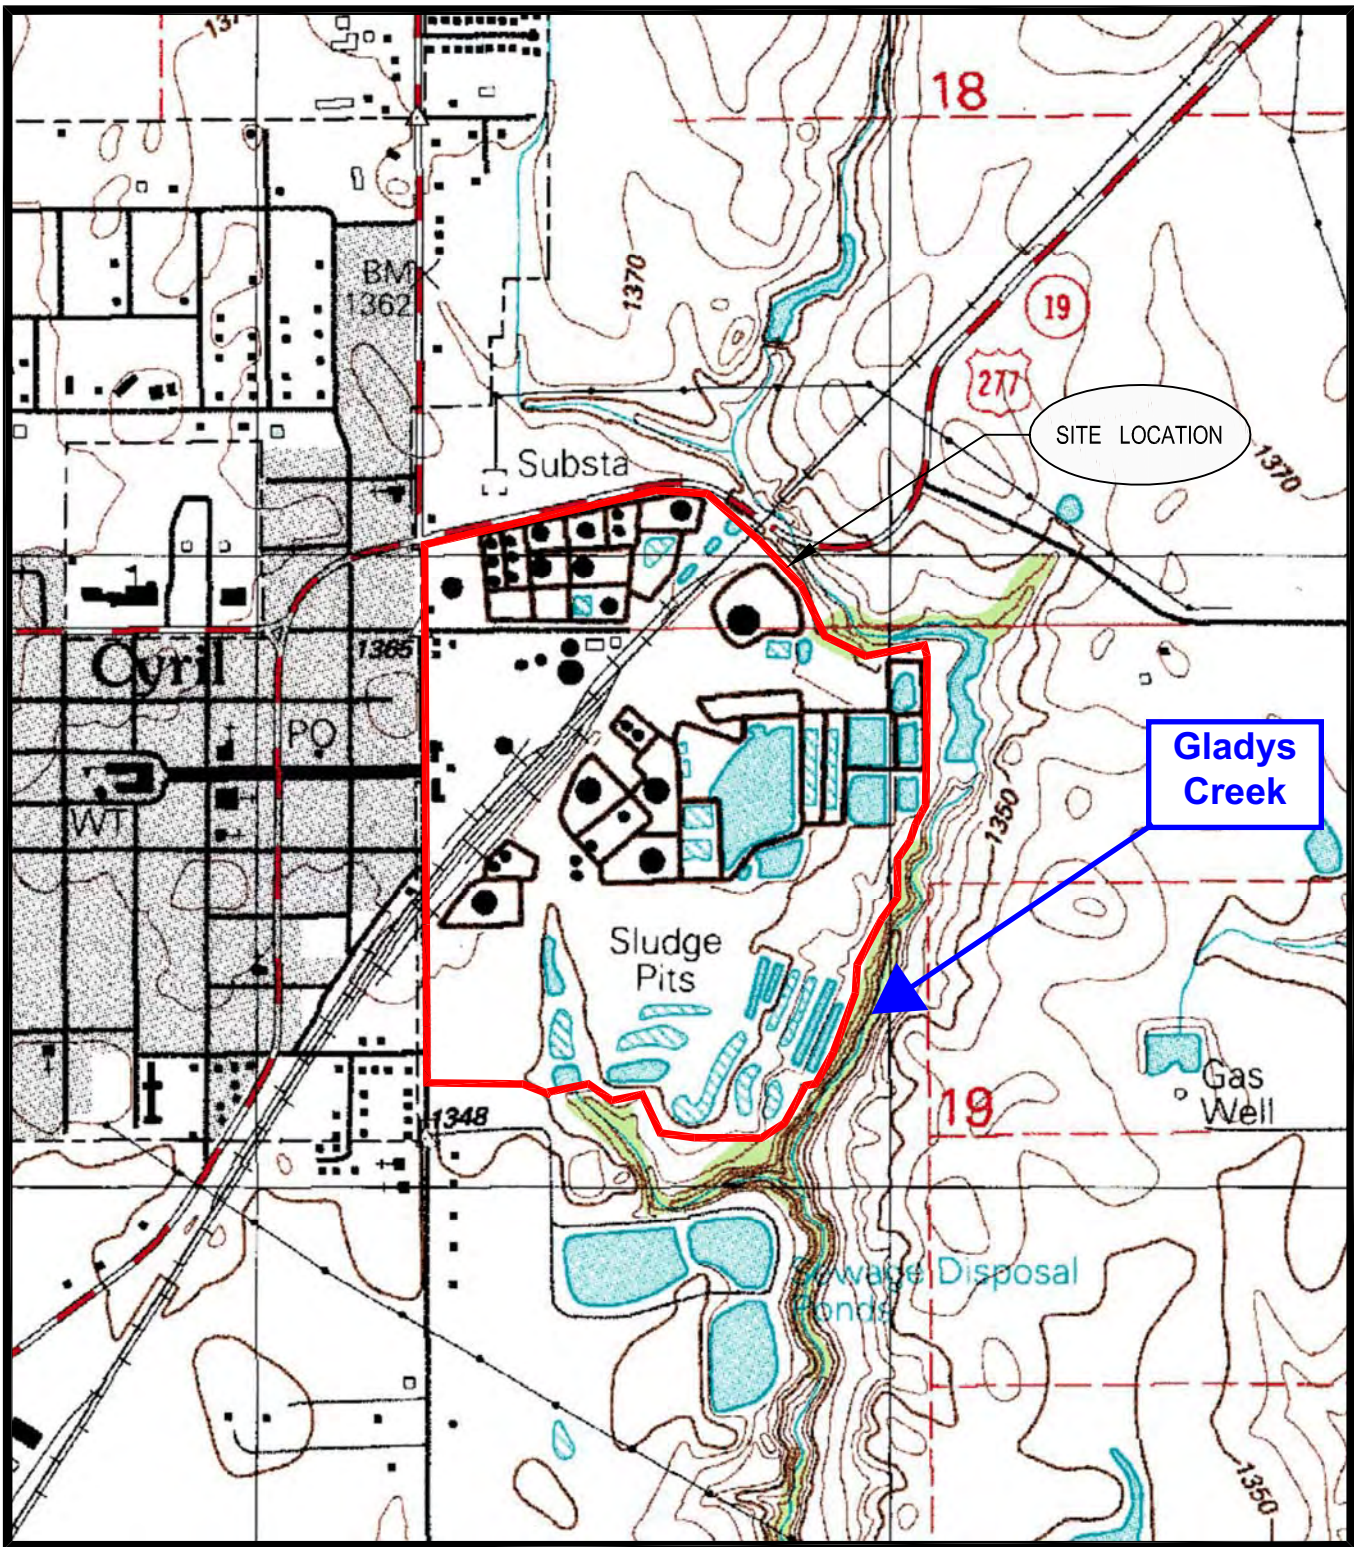 137
18
BM
1362
1370
19
277
SITE LOCATION
1370
Substa
1365
Cyril
PO
WT
Gladys
Creek
1350
Sludge
Pits
Gas
Well
19
1348
Sewage Disposal
Ponds
1350